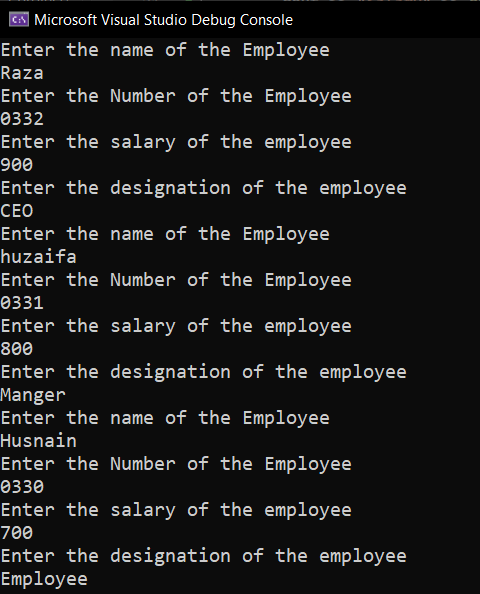 Microsoft Visual Studio Debug Console
Enter the name of the Employee
Raza
Enter the Number of the Employee
0332
Enter the salary of the employee
900
Enter the designation of the employee
CEO
Enter the name of the Employee
huzaifa
Enter the Number of the Employee
0331
Enter the salary of the employee
800
Enter the designation of the employee
Manger
Enter the name of the Employee
Husnain
Enter the Number of the Employee
0330
Enter the salary of the employee
700
Enter the designation of the employee
Employee